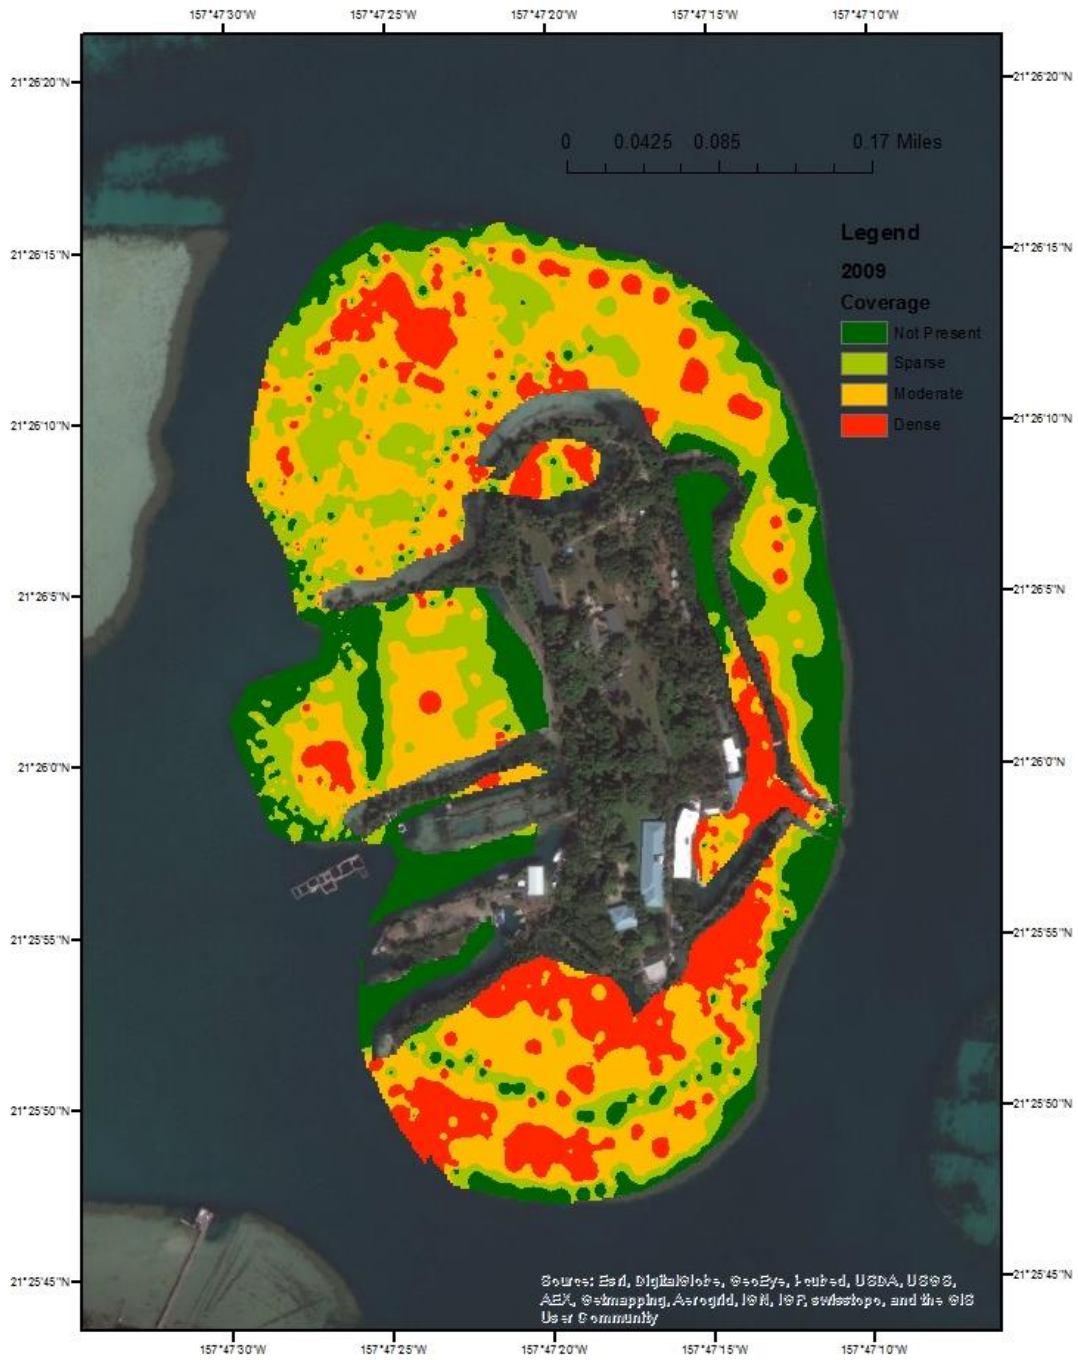 157°47'30"W 157°47'25"W 157°47'20"W 157°47'15"W 157°47'10"W
21°26'20"N 21°26'20"N
0 0.0425 0.085 0.17 Miles
Legend
21°26'15"N 21°26'15"N
2009
Coverage
Not Present
Sparse
Moderate
Dense
21°26'10"N 21°26'10"N
21°26'5"N 21°26'5"N
21°26'0"N 21°26'0"N
21°25'55"N 21°25'55"N
21°25'50"N 21°25'50"N
21°25'45"N 21°25'45"N
Source: Esri, DigitalGlobe, GeoEye, i-cubed, USDA, USGS,
AEX, Getmapping, Aerogrid, IGN, IGP, swisstopo, and the GIS
User Community
157°47'30"W 157°47'25"W 157°47'20"W 157°47'15"W 157°47'10"W